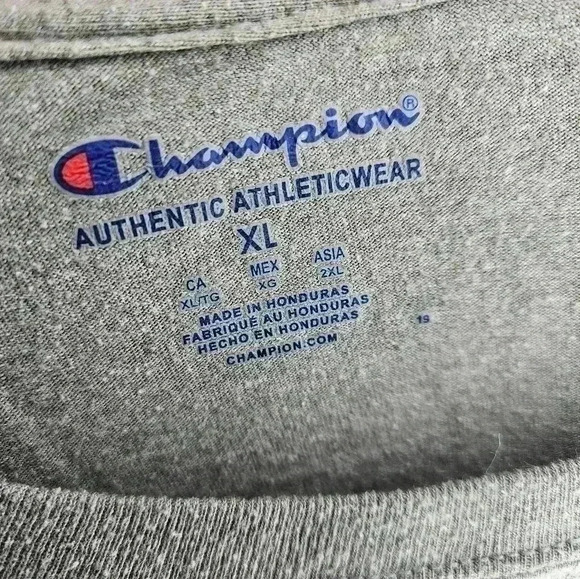 Champion®
AUTHENTIC ATHLETICWEAR
XL
CA MEX ASIA
XL/TG XG 2XL
MADE IN HONDURAS
FABRIQUÉ AU HONDURAS
HECHO EN HONDURAS
CHAMPION.COM
19